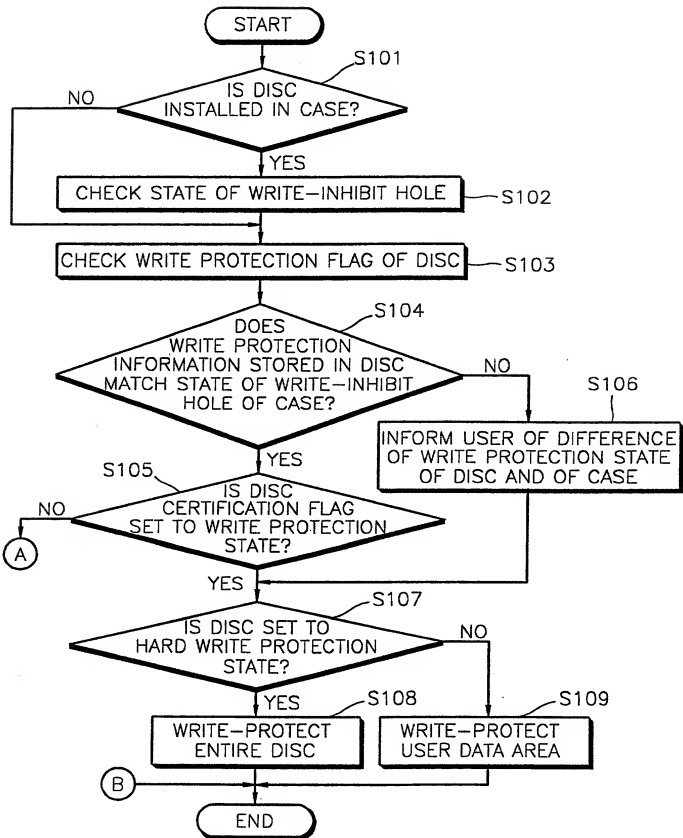 START
S101
IS DISC
INSTALLED IN CASE?
NO
YES
CHECK STATE OF WRITE-INHIBIT HOLE
S102
CHECK WRITE PROTECTION FLAG OF DISC
S103
S104
DOES
WRITE PROTECTION
INFORMATION STORED IN DISC
MATCH STATE OF WRITE-INHIBIT
HOLE OF CASE?
NO
S106
INFORM USER OF DIFFERENCE
OF WRITE PROTECTION STATE
OF DISC AND OF CASE
YES
S105
IS DISC
CERTIFICATION FLAG
SET TO WRITE PROTECTION
STATE?
NO
A
YES
S107
IS DISC SET TO
HARD WRITE PROTECTION
STATE?
NO
YES
S108
WRITE-PROTECT
ENTIRE DISC
S109
WRITE-PROTECT
USER DATA AREA
B
END